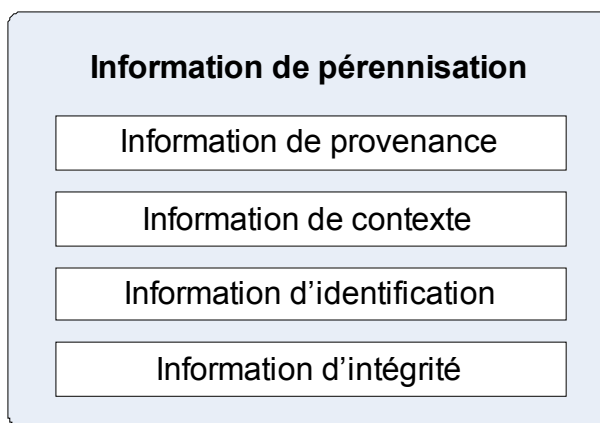 Information de pérennisation
Information de provenance
Information de contexte
Information d’identification
Information d’intégrité